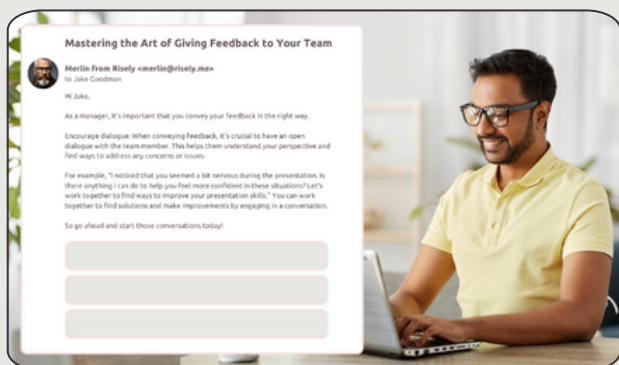 Mastering the Art of Giving Feedback to Your Team
Merlin from Risely <merlin@risely.me>
to Jake Goodman
Hi Jake,
As a manager, it's important that you convey your feedback in the right way.
Encourage dialogue: When conveying feedback, it's crucial to have an open
dialogue with the team member. This helps them understand your perspective and
find ways to address any concerns or issues.
For example, "I noticed that you seemed a bit nervous during the presentation. Is
there anything I can do to help you feel more confident in these situations? Let's
work together to find ways to improve your presentation skills." You can work
together to find solutions and make improvements by engaging in a conversation.
So go ahead and start those conversations today!